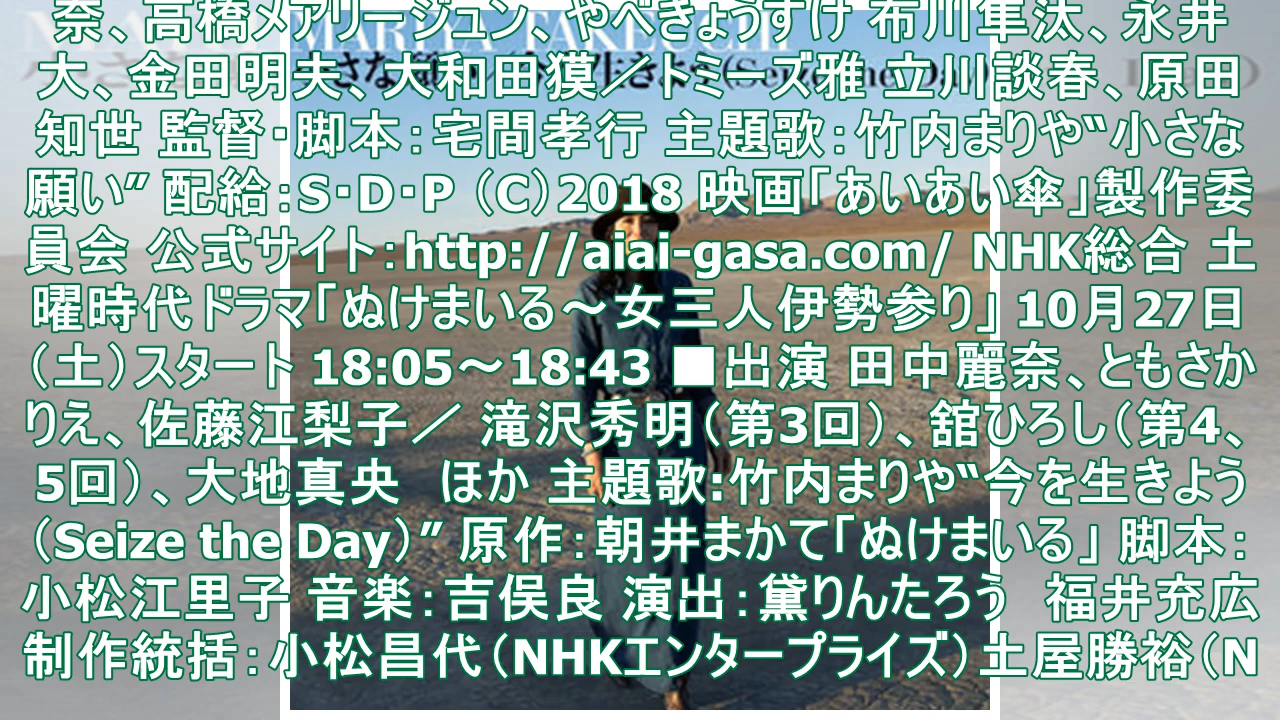 奈、高橋メアリージュン、やべきょうすけ 布川隼汰、永井
大、金田明夫、大和田獏／トミーズ雅 立川談春、原田
知世 監督・脚本：宅間孝行 主題歌：竹内まりや“小さな
願い” 配給：S・D・P （C）2018 映画「あいあい傘」製作委
員会 公式サイト：http://aiai-gasa.com/ NHK総合 土
曜時代ドラマ「ぬけまいる～女三人伊勢参り」 10月27日
（土）スタート 18:05～18:43 ■出演 田中麗奈、ともさか
りえ、佐藤江梨子／ 滝沢秀明（第3回）、舘ひろし（第4、
5回）、大地真央　ほか 主題歌:竹内まりや“今を生きよう
（Seize the Day）” 原作：朝井まかて「ぬけまいる」 脚本：
小松江里子 音楽：吉俣良 演出：黛りんたろう　福井充広
制作統括：小松昌代（NHKエンタープライズ）土屋勝裕（N
MARIYA TAKEUCHI
(Seize the Day)